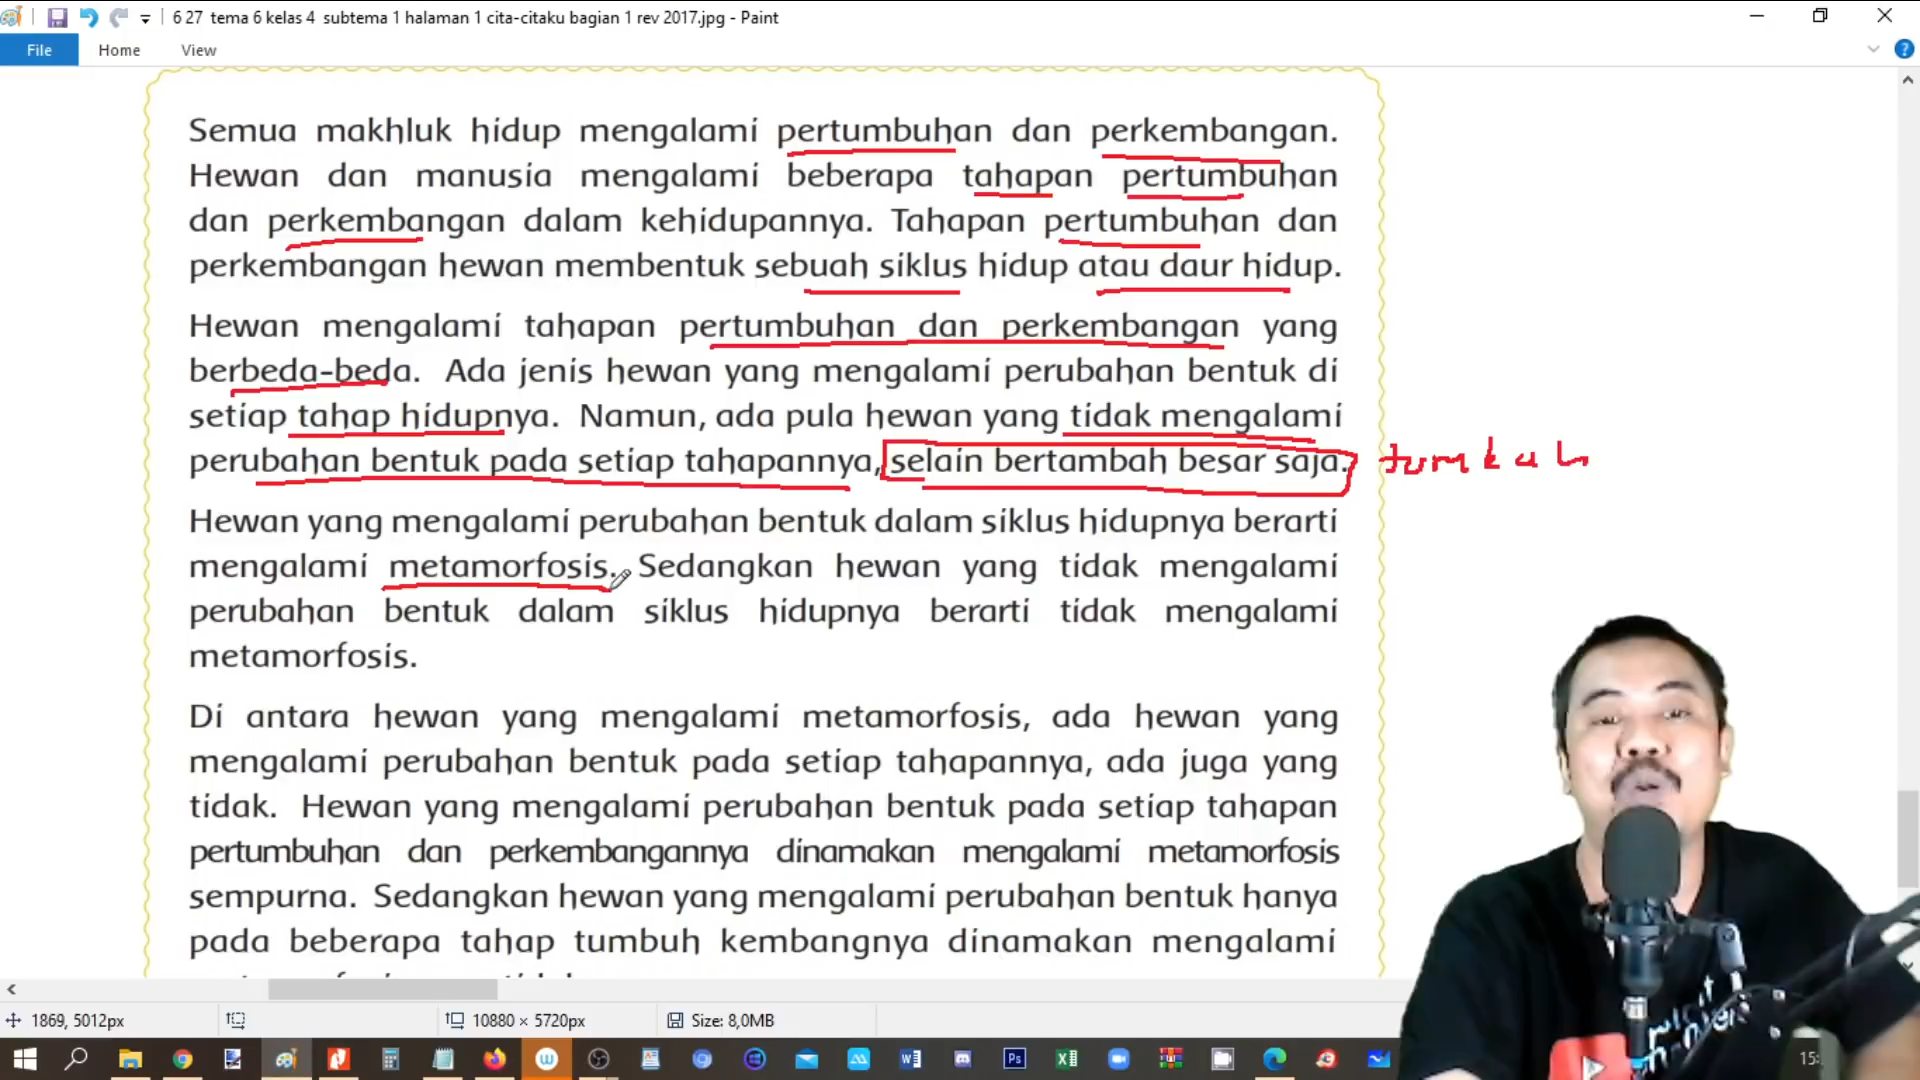 6 27 tema 6 kelas 4 subtema 1 halaman 1 cita-citaku bagian 1 rev 2017.jpg - Paint
File Home View
Semua makhluk hidup mengalami pertumbuhan dan perkembangan.
Hewan dan manusia mengalami beberapa tahapan pertumbuhan
dan perkembangan dalam kehidupannya. Tahapan pertumbuhan dan
perkembangan hewan membentuk sebuah siklus hidup atau daur hidup.
Hewan mengalami tahapan pertumbuhan dan perkembangan yang
berbeda-beda. Ada jenis hewan yang mengalami perubahan bentuk di
setiap tahap hidupnya. Namun, ada pula hewan yang tidak mengalami
perubahan bentuk pada setiap tahapannya, selain bertambah besar saja.
Hewan yang mengalami perubahan bentuk dalam siklus hidupnya berarti
mengalami metamorfosis. Sedangkan hewan yang tidak mengalami
perubahan bentuk dalam siklus hidupnya berarti tidak mengalami
metamorfosis.
Di antara hewan yang mengalami metamorfosis, ada hewan yang
mengalami perubahan bentuk pada setiap tahapannya, ada juga yang
tidak. Hewan yang mengalami perubahan bentuk pada setiap tahapan
pertumbuhan dan perkembangannya dinamakan mengalami metamorfosis
sempurna. Sedangkan hewan yang mengalami perubahan bentuk hanya
pada beberapa tahap tumbuh kembangnya dinamakan mengalami
1869, 5012px
10880 × 5720px
Size: 8,0MB